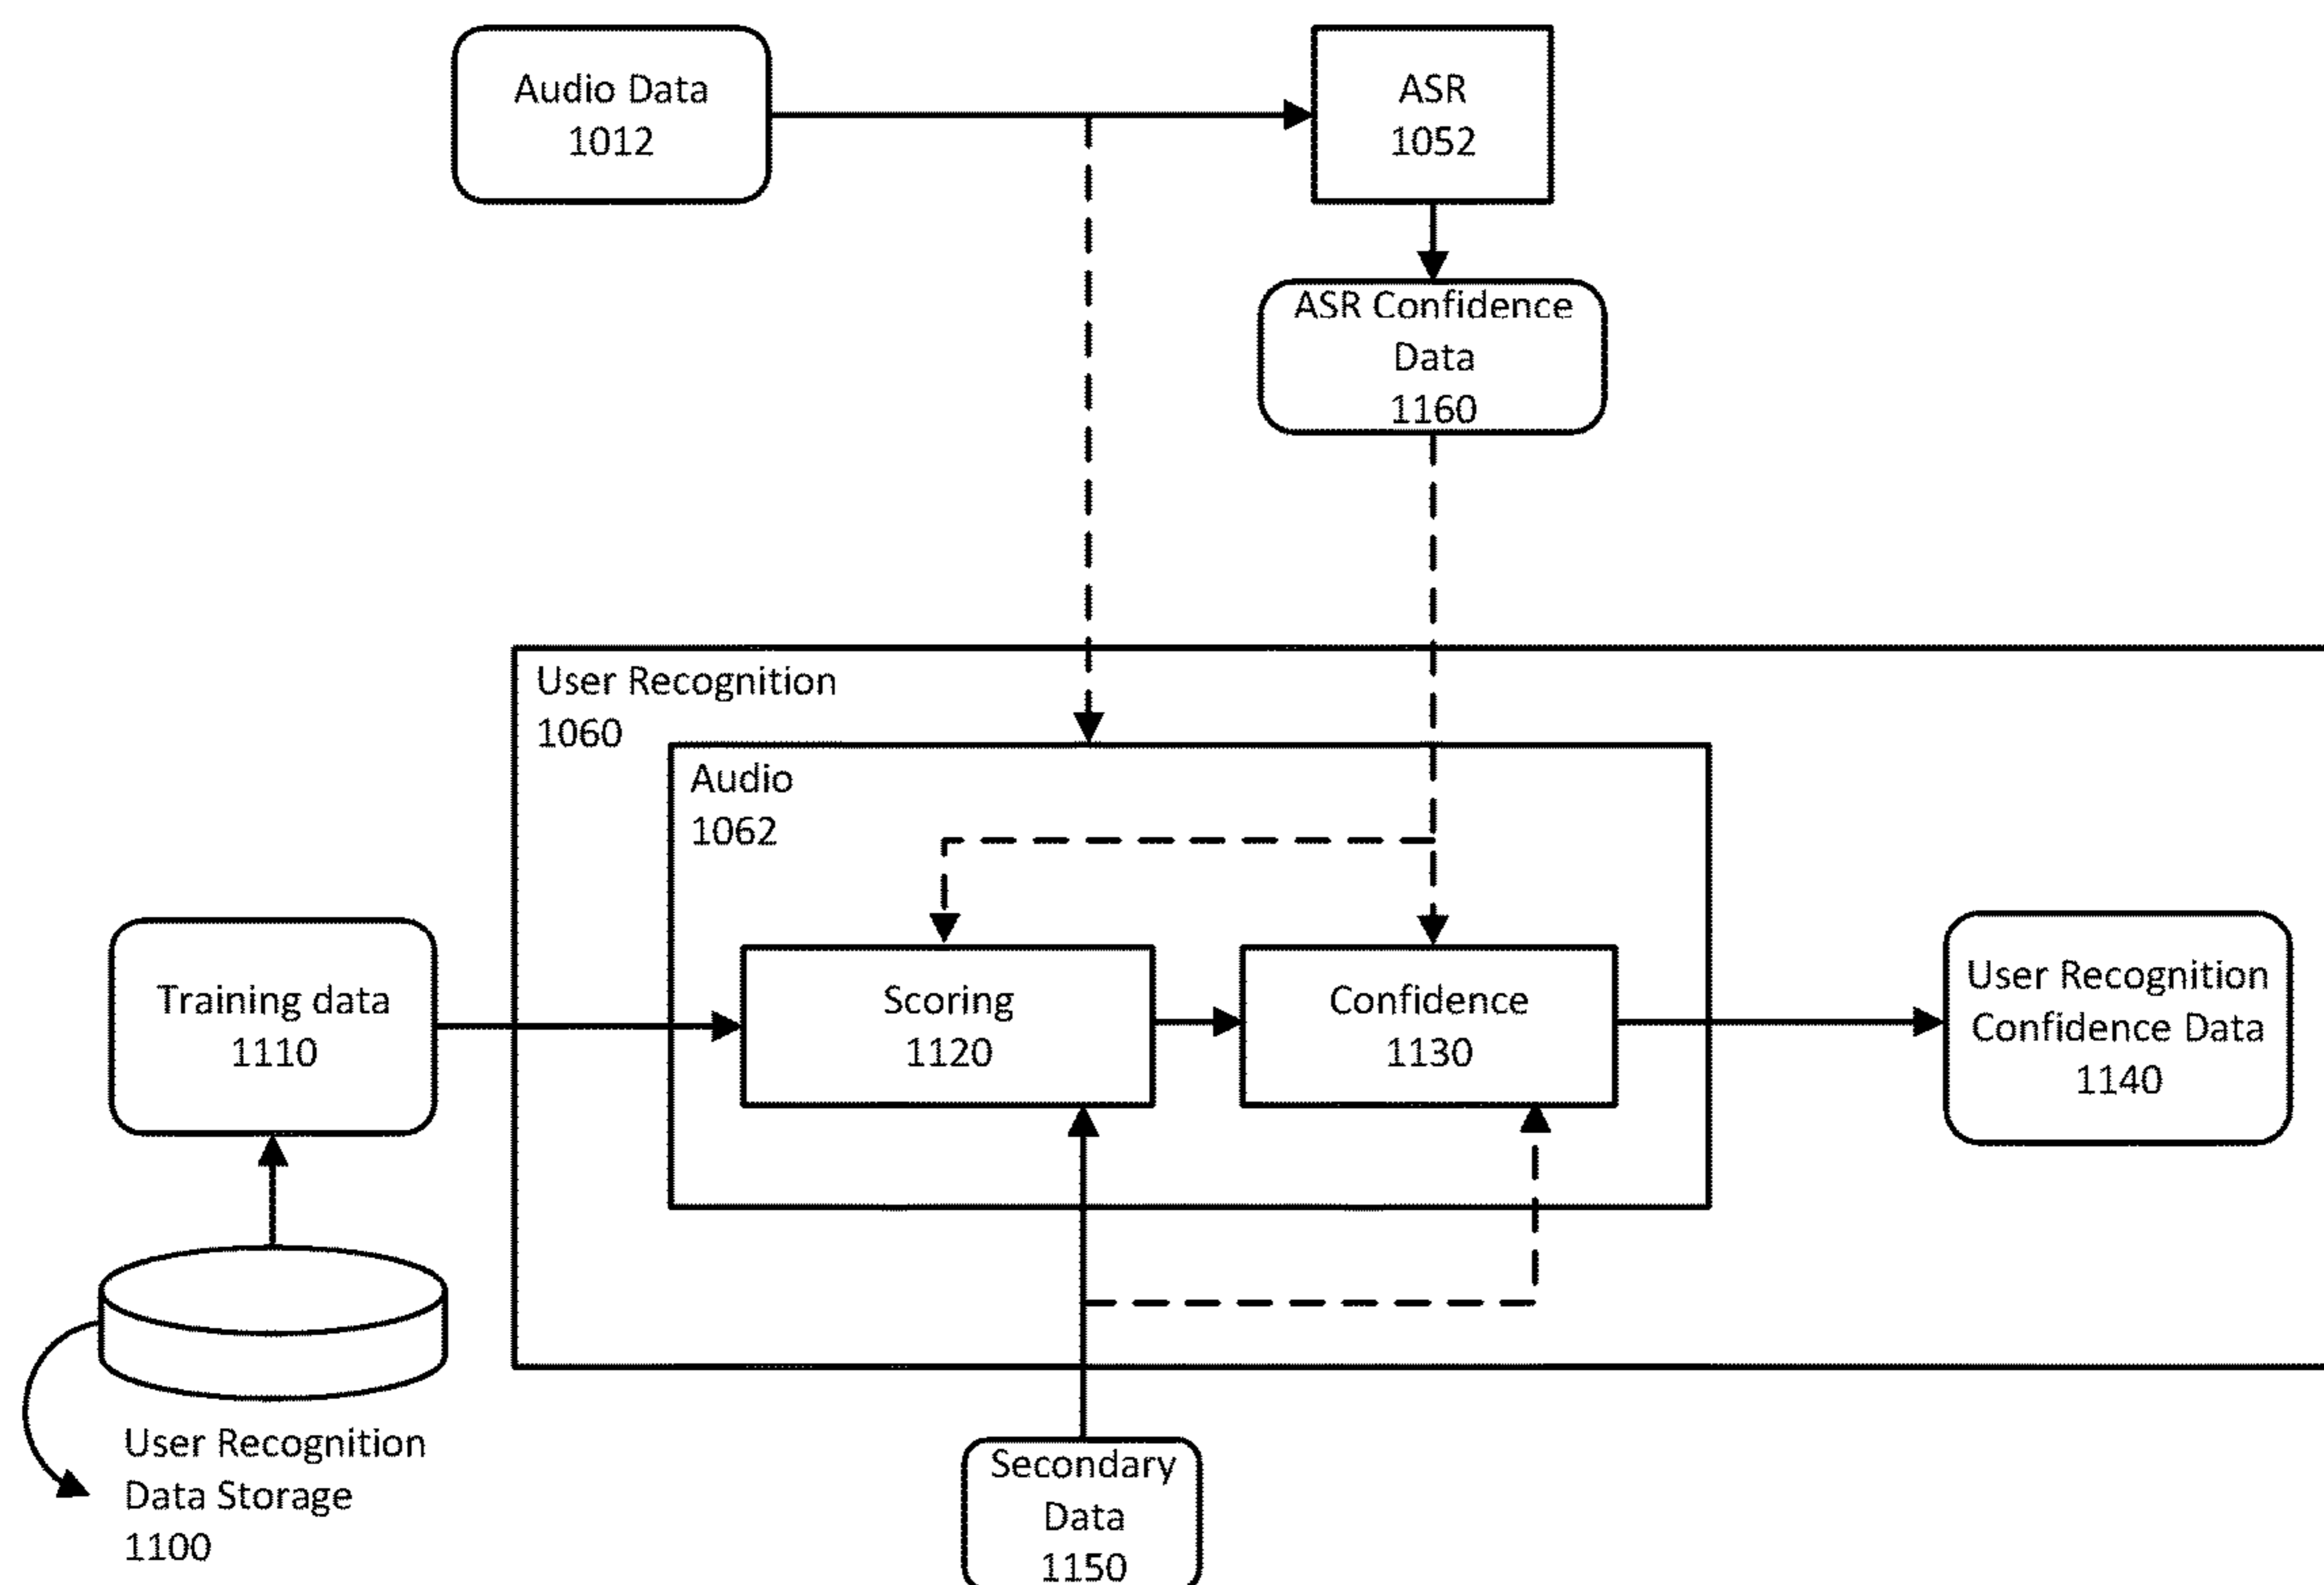 Audio Data
1012
ASR
1052
ASR Confidence
Data
1160
User Recognition
1060
Audio
1062
Training data
1110
Scoring
1120
Confidence
1130
User Recognition
Confidence Data
1140
User Recognition
Data Storage
1100
Secondary
Data
1150